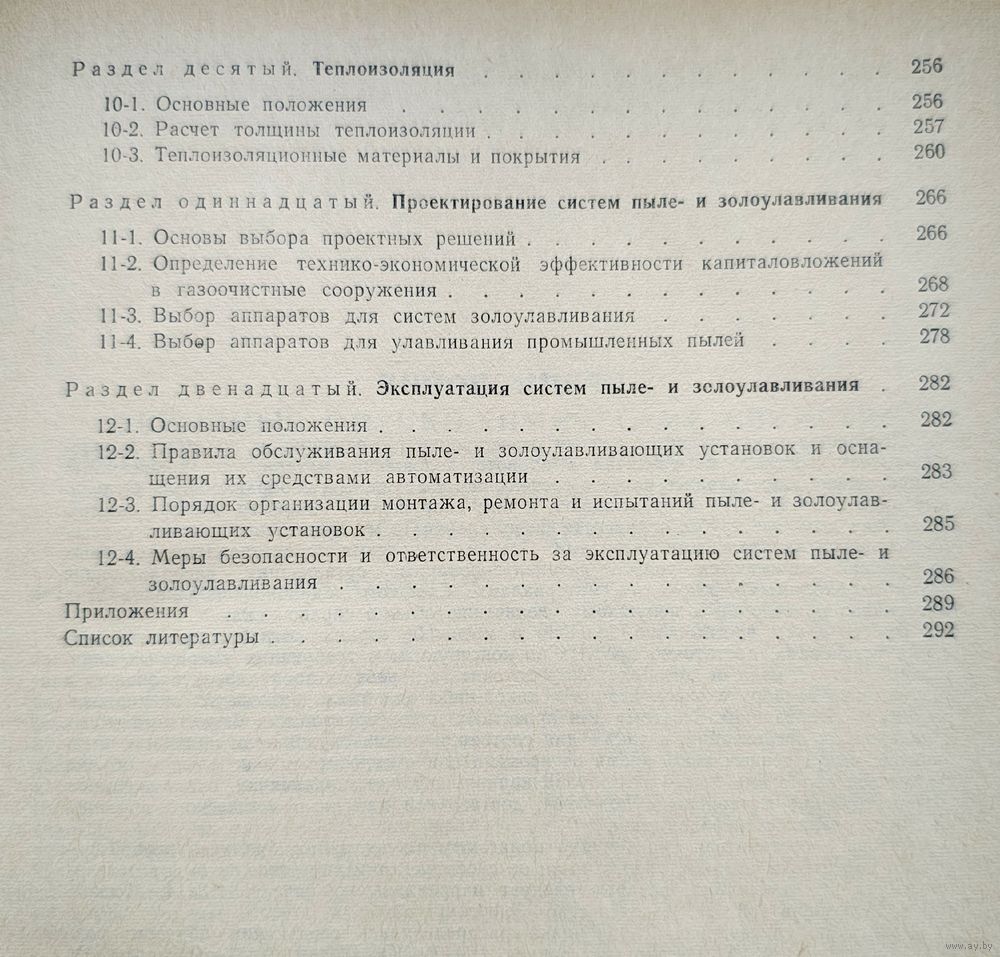 Раздел десятый. Теплоизоляция . . . . . . . . . . . . 256
10-1. Основные положения . . . . . . . . . . . . . . 256
10-2. Расчет толщины теплоизоляции . . . . . . . . . . . 257
10-3. Теплоизоляционные материалы и покрытия . . . . . . . . 260
Раздел одиннадцатый. Проектирование систем пыле- и золоулавливания 266
11-1. Основы выбора проектных решений . . . . . . . . . . 266
11-2. Определение технико-экономической эффективности капиталовложений
в газоочистные сооружения . . . . . . . . . . . . 268
11-3. Выбор аппаратов для систем золоулавливания . . . . . . . 272
11-4. Выбор аппаратов для улавливания промышленных пылей . . . . 278
Раздел двенадцатый. Эксплуатация систем пыле- и золоулавливания . 282
12-1. Основные положения . . . . . . . . . . . . . . . 282
12-2. Правила обслуживания пыле- и золоулавливающих установок и осна-
щения их средствами автоматизации . . . . . . . . . . 283
12-3. Порядок организации монтажа, ремонта и испытаний пыле- и золоулав-
ливающих установок . . . . . . . . . . . . . . . 285
12-4. Меры безопасности и ответственность за эксплуатацию систем пыле- и
золоулавливания . . . . . . . . . . . . . . . . 286
Приложения . . . . . . . . . . . . . . . . . . . 289
Список литературы . . . . . . . . . . . . . . . . . . 292
www.ay.by